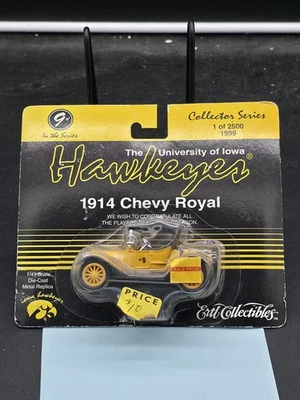 9th
In the Series
Collector Series
1 of 2500
1999
The University of Iowa
Hawkeyes®
1914 Chevy Royal
WE WISH TO CONGRATULATE ALL
THE PLAYERS SEASON.
1:43 Scale
Die-Cast
Metal Replica
iowa hawkeyes
PRICE
Ertl Collectibles